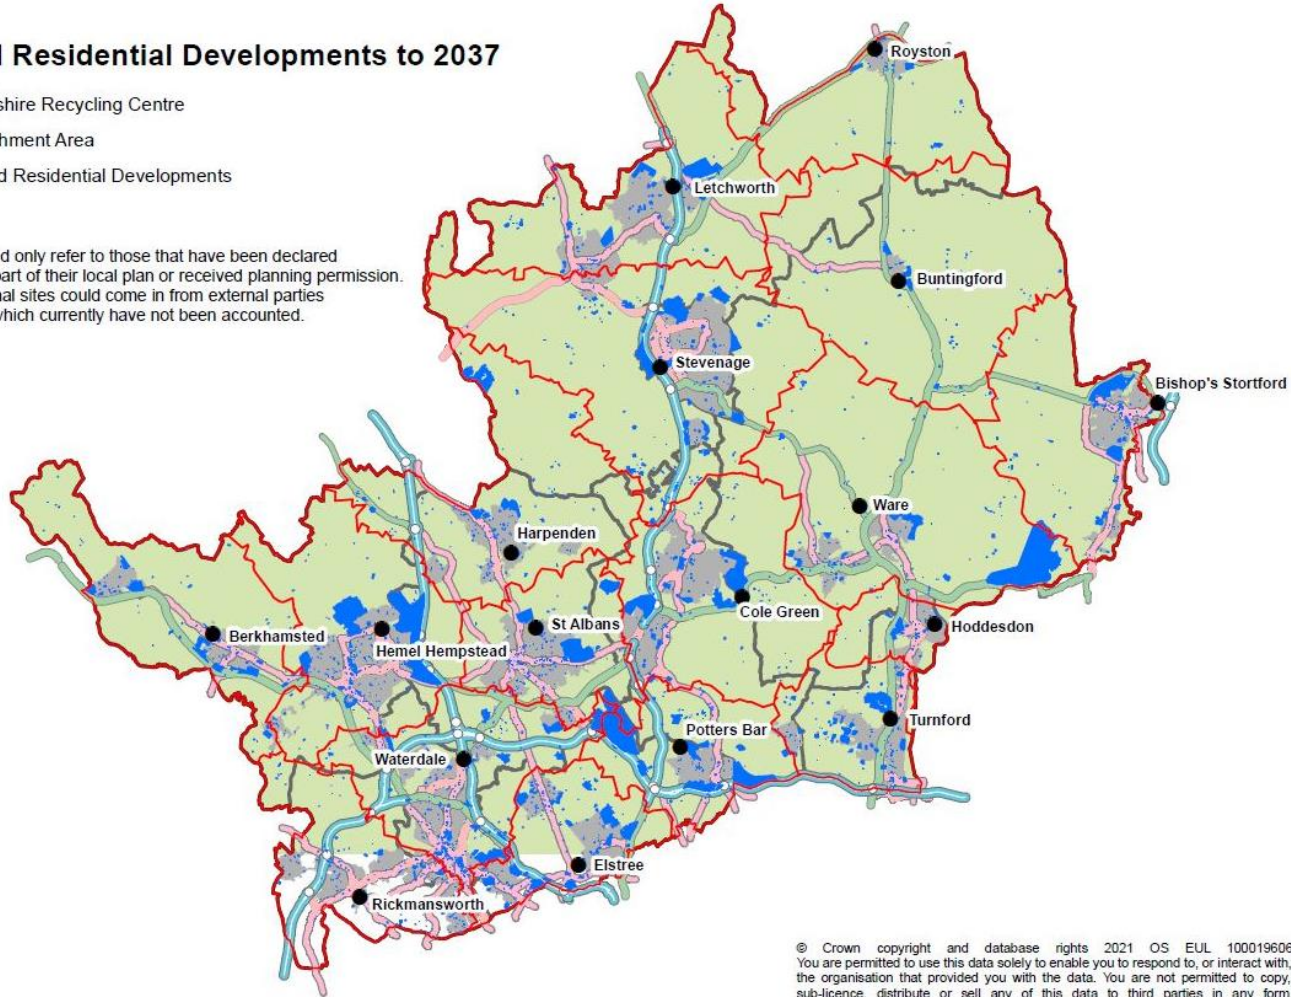 l Residential Developments to 2037
shire Recycling Centre
hment Area
d Residential Developments
d only refer to those that have been declared
part of their local plan or received planning permission.
nal sites could come in from external parties
which currently have not been accounted.
Royston
Letchworth
Buntingford
Stevenage
Bishop's Stortford
Ware
Harpenden
Cole Green
St Albans
Hoddesdon
Berkhamsted
Hemel Hempstead
Turnford
Potters Bar
Waterdale
Elstree
Rickmansworth
© Crown copyright and database rights 2021 OS EUL 100019606
You are permitted to use this data solely to enable you to respond to, or interact with,
the organisation that provided you with the data. You are not permitted to copy,
sub-licence, distribute or sell any of this data to third parties in any form